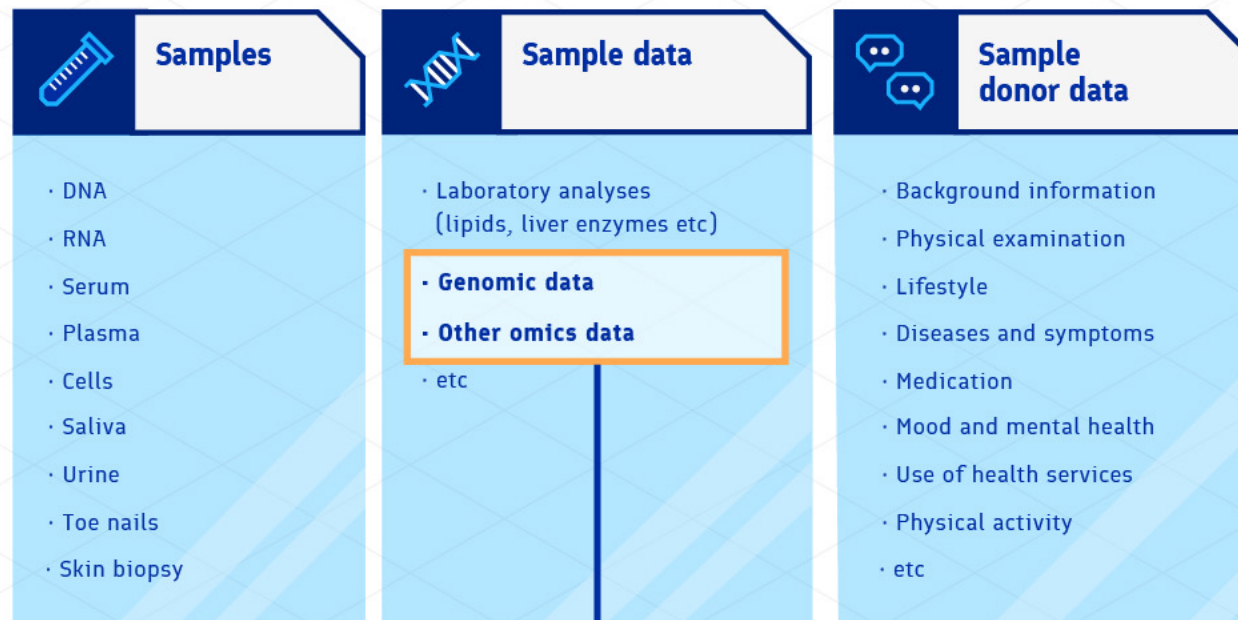 Samples
· DNA
· RNA
· Serum
· Plasma
· Cells
· Saliva
· Urine
· Toe nails
· Skin biopsy
Sample data
· Laboratory analyses
(lipids, liver enzymes etc)
· Genomic data
· Other omics data
· etc
Sample
donor data
· Background information
· Physical examination
· Lifestyle
· Diseases and symptoms
· Medication
· Mood and mental health
· Use of health services
· Physical activity
· etc